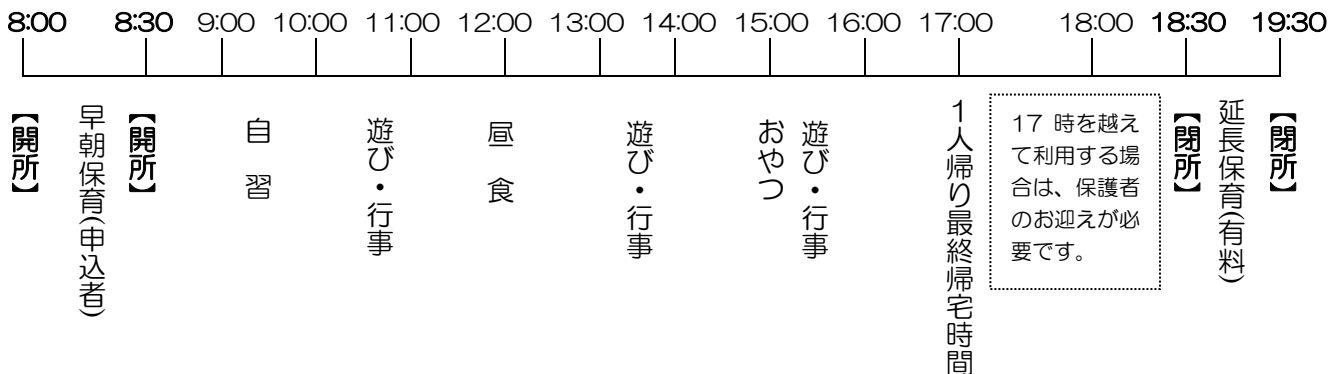 8:00 8:30 9:00 10:00 11:00 12:00 13:00 14:00 15:00 16:00 17:00 18:00 18:30 19:30
【開所】
早朝保育(申込者)
【開所】
自習
遊び・行事
昼食
遊び・行事
おやつ
遊び・行事
1人帰り最終帰宅時間
17 時を越え
て利用する場
合は、保護者
のお迎えが必
要です。
【閉所】
延長保育(有料)
【閉所】